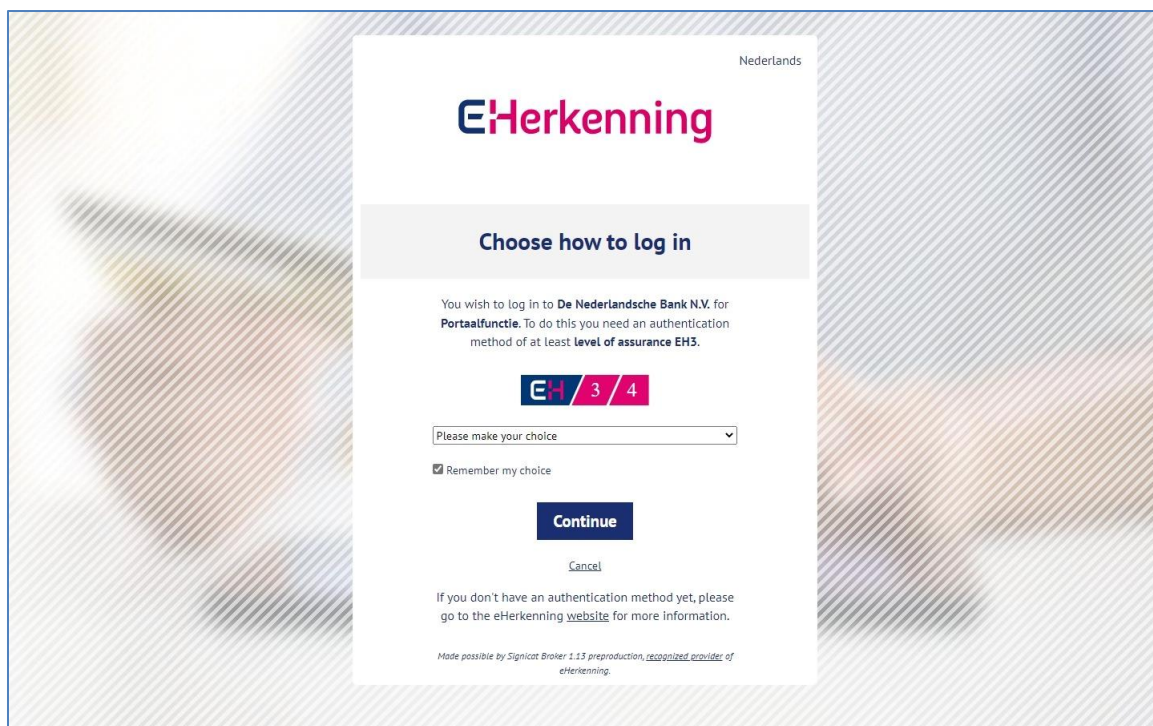 Nederlands
EHerkenning
Choose how to log in
You wish to log in to De Nederlandsche Bank N.V. for
Portaalfunctie. To do this you need an authentication
method of at least level of assurance EH3.
EH / 3 / 4
Please make your choice
Remember my choice
Continue
Cancel
If you don't have an authentication method yet, please
go to the eHerkenning website for more information.
Made possible by Signicat Broker 1.13 preproduction, recognized provider of
eHerkenning.